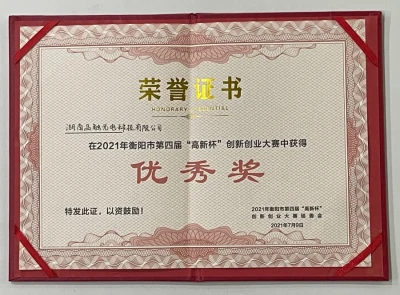 荣誉证书
HONORARY CREDENTIAL
湖南品触光电科技有限公司
在2021年衡阳市第四届“高新杯”创新创业大赛中获得
优秀奖
特发此证，以资鼓励！
2021年衡阳市第四届“高新杯”
创新创业大赛组委会
2021年7月9日